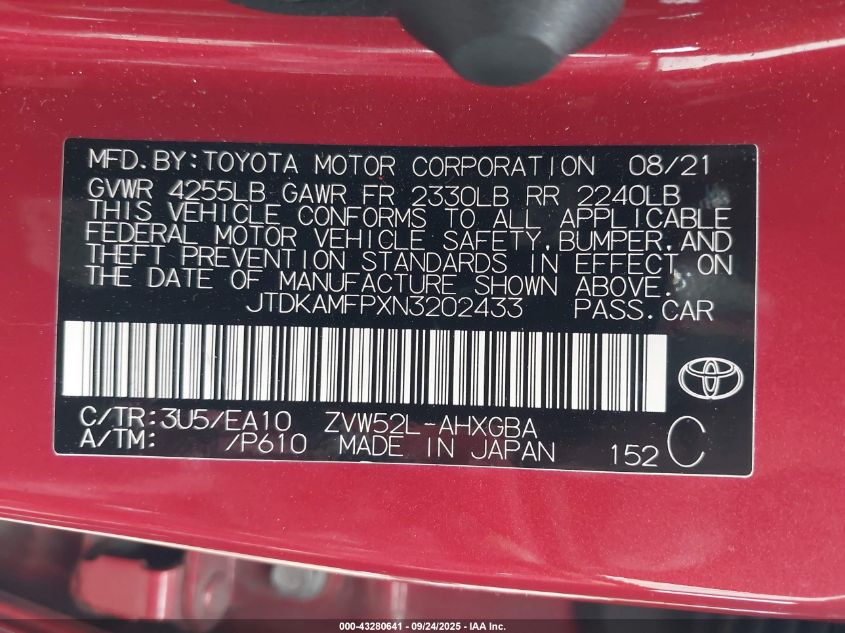 MFD.BY:TOYOTA MOTOR CORPORATION 08/21
GVWR 4255LB GAWR FR 2330LB RR 2240LB
THIS VEHICLE CONFORMS TO ALL APPLICABLE
FEDERAL MOTOR VEHICLE SAFETY,BUMPER,AND
THEFT PREVENTION STANDARDS IN EFFECT ON
THE DATE OF MANUFACTURE SHOWN ABOVE.
JTDKAMFPXN3202433 PASS.CAR
C/TR:3U5/EA10 ZVW52L-AHXGBA
A/TM: /P610 MADE IN JAPAN 152 C
000-43280641 - 09/24/2025 - IAA Inc.